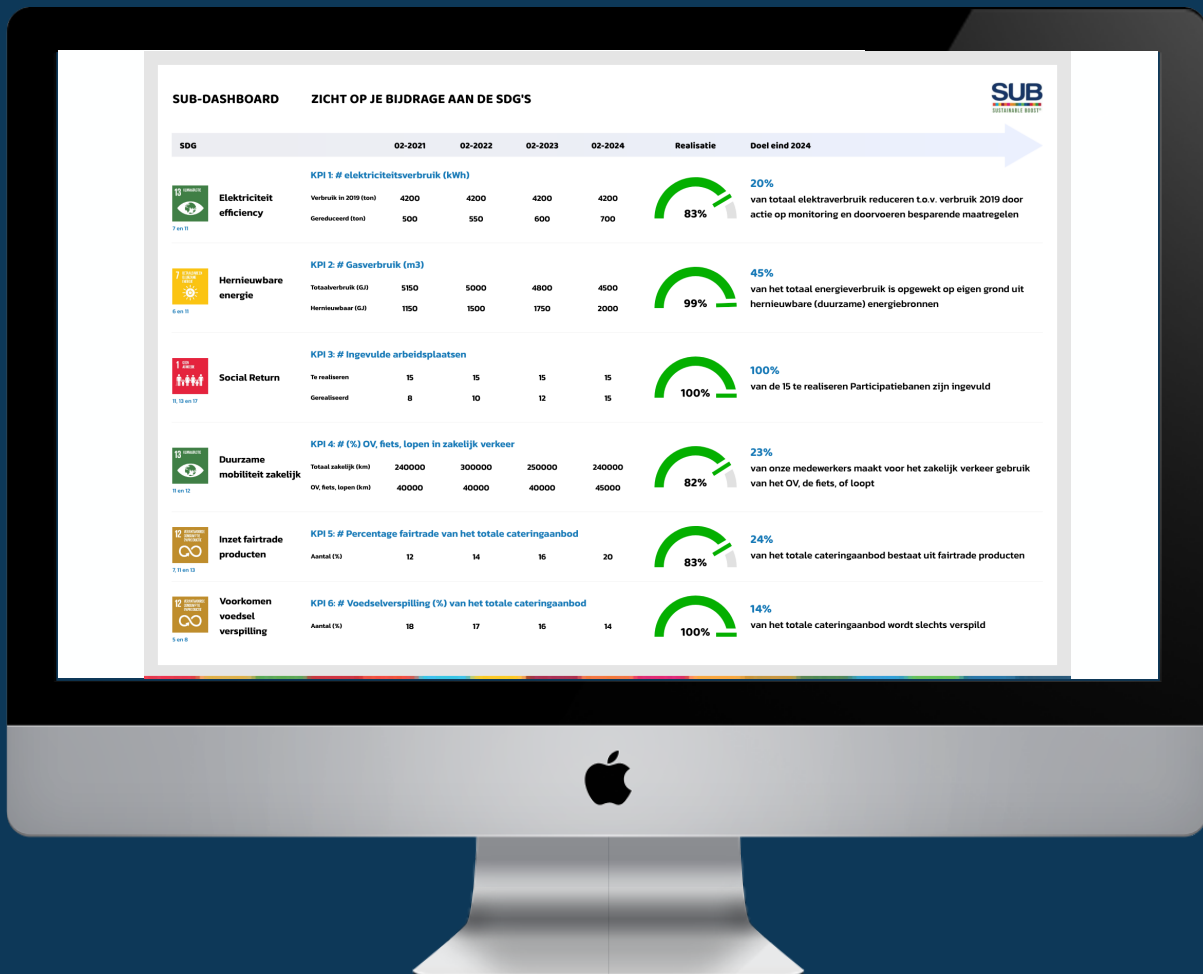 SUB-DASHBOARD ZICHT OP JE BIJDRAGE AAN DE SDG'S
SUB
SUSTAINABLE BOOST
SDG 02-2021 02-2022 02-2023 02-2024 Realisatie Doel eind 2024
13
7 en 11
Elektriciteit
efficiency
KPI 1: # elektriciteitsverbruik (kWh)
Verbruik in 2019 (ton) 4200 4200 4200 4200
Gereduceerd (ton) 500 550 600 700
83%
20%
van totaal elektraverbruik reduceren t.o.v. verbruik 2019 door
actie op monitoring en doorvoeren besparende maatregelen
7
6 en 11
Hernieuwbare
energie
KPI 2: # Gasverbruik (m3)
Totaalverbruik (GJ) 5150 5000 4800 4500
Hernieuwbaar (GJ) 1150 1500 1750 2000
99%
45%
van het totaal energieverbruik is opgewekt op eigen grond uit
hernieuwbare (duurzame) energiebronnen
1
11, 13 en 17
Social Return
KPI 3: # Ingevulde arbeidsplaatsen
Te realiseren 15 15 15 15
Gerealiseerd 8 10 12 15
100%
100%
van de 15 te realiseren Participatiebanen zijn ingevuld
13
11 en 12
Duurzame
mobiliteit zakelijk
KPI 4: # (%) OV, fiets, lopen in zakelijk verkeer
Totaal zakelijk (km) 240000 300000 250000 240000
OV, fiets, lopen (km) 40000 40000 40000 45000
82%
23%
van onze medewerkers maakt voor het zakelijk verkeer gebruik
van het OV, de fiets, of loopt
12
7, 11 en 13
Inzet fairtrade
producten
KPI 5: # Percentage fairtrade van het totale cateringaanbod
Aantal (%) 12 14 16 20
83%
24%
van het totale cateringaanbod bestaat uit fairtrade producten
12
5 en 8
Voorkomen
voedsel
verspilling
KPI 6: # Voedselverspilling (%) van het totale cateringaanbod
Aantal (%) 18 17 16 14
100%
14%
van het totale cateringaanbod wordt slechts verspild